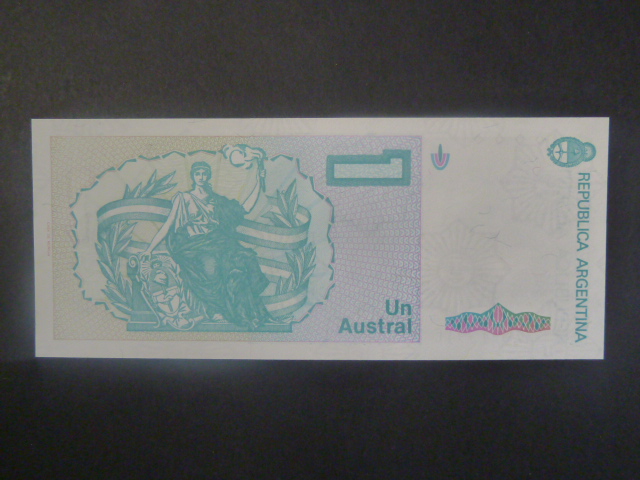 1
Un
Austral
REPUBLICA ARGENTINA